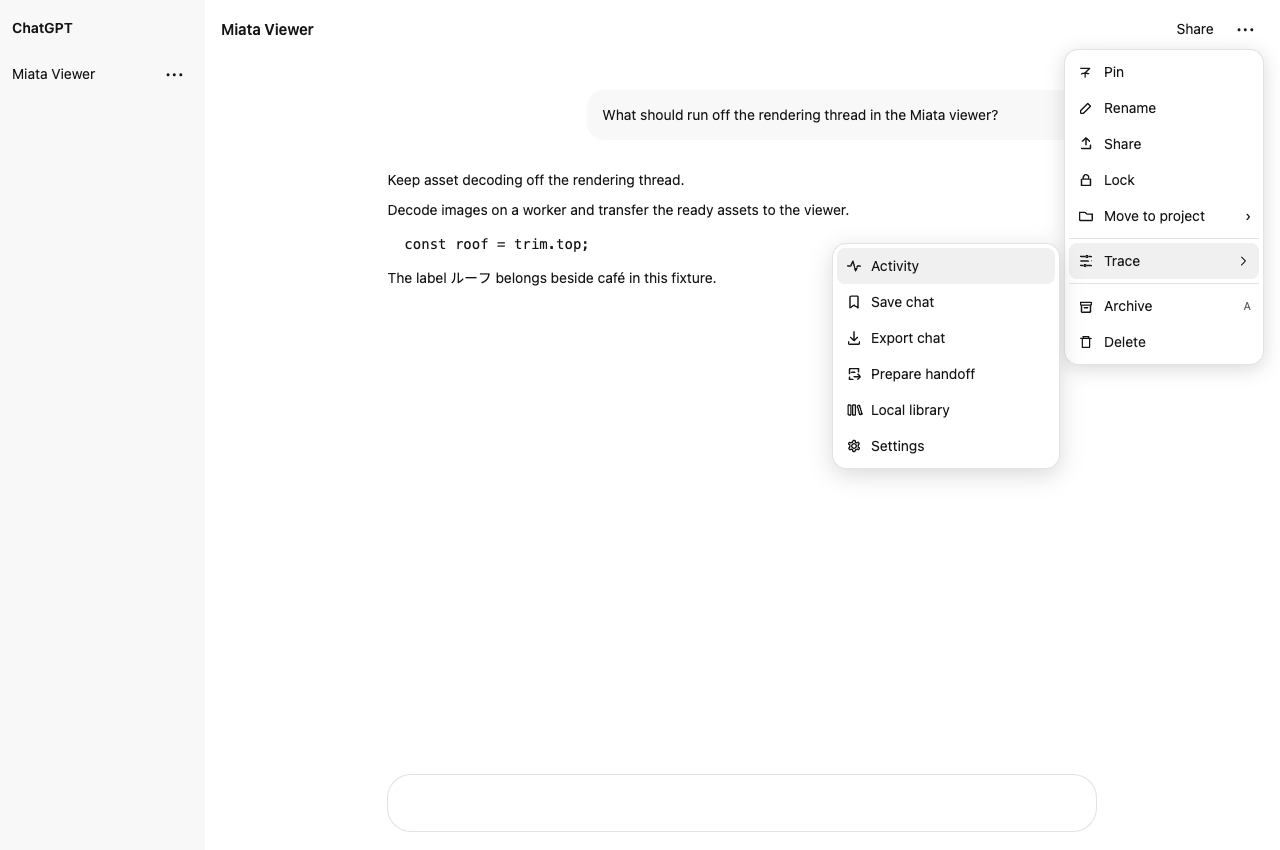 ChatGPT
Miata Viewer
Miata Viewer
Share
What should run off the rendering thread in the Miata viewer?
Keep asset decoding off the rendering thread.
Decode images on a worker and transfer the ready assets to the viewer.
const roof = trim.top;
The label ルーフ belongs beside café in this fixture.
Pin
Rename
Share
Lock
Move to project
Trace
Archive A
Delete
Activity
Save chat
Export chat
Prepare handoff
Local library
Settings